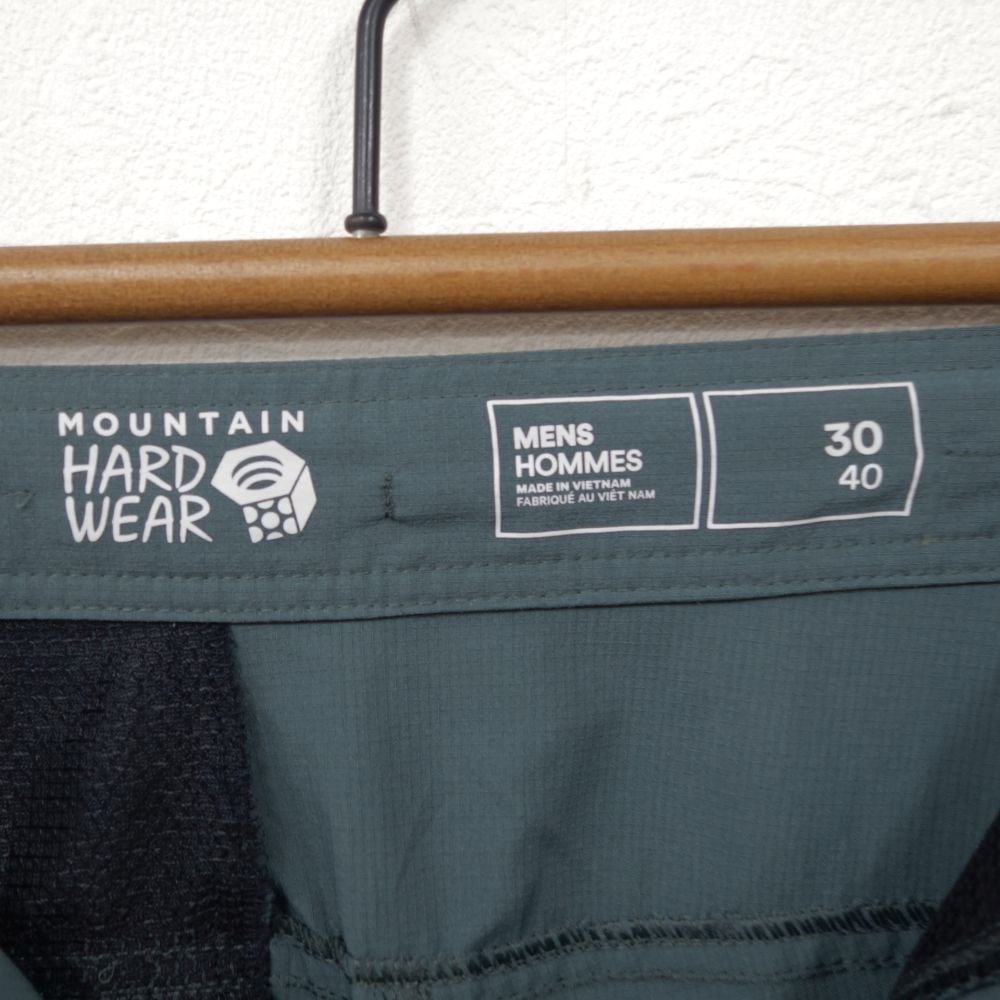 MOUNTAIN
HARD
WEAR
MENS
HOMMES
MADE IN VIETNAM
FABRIQUÉ AU VIÊT NAM
30
40